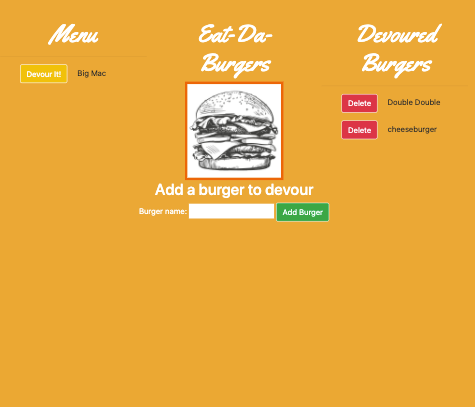 Menu
Devour It! Big Mac
Eat-Da-
Burgers
Add a burger to devour
Burger name: Add Burger
Devoured
Burgers
Delete Double Double
Delete cheeseburger